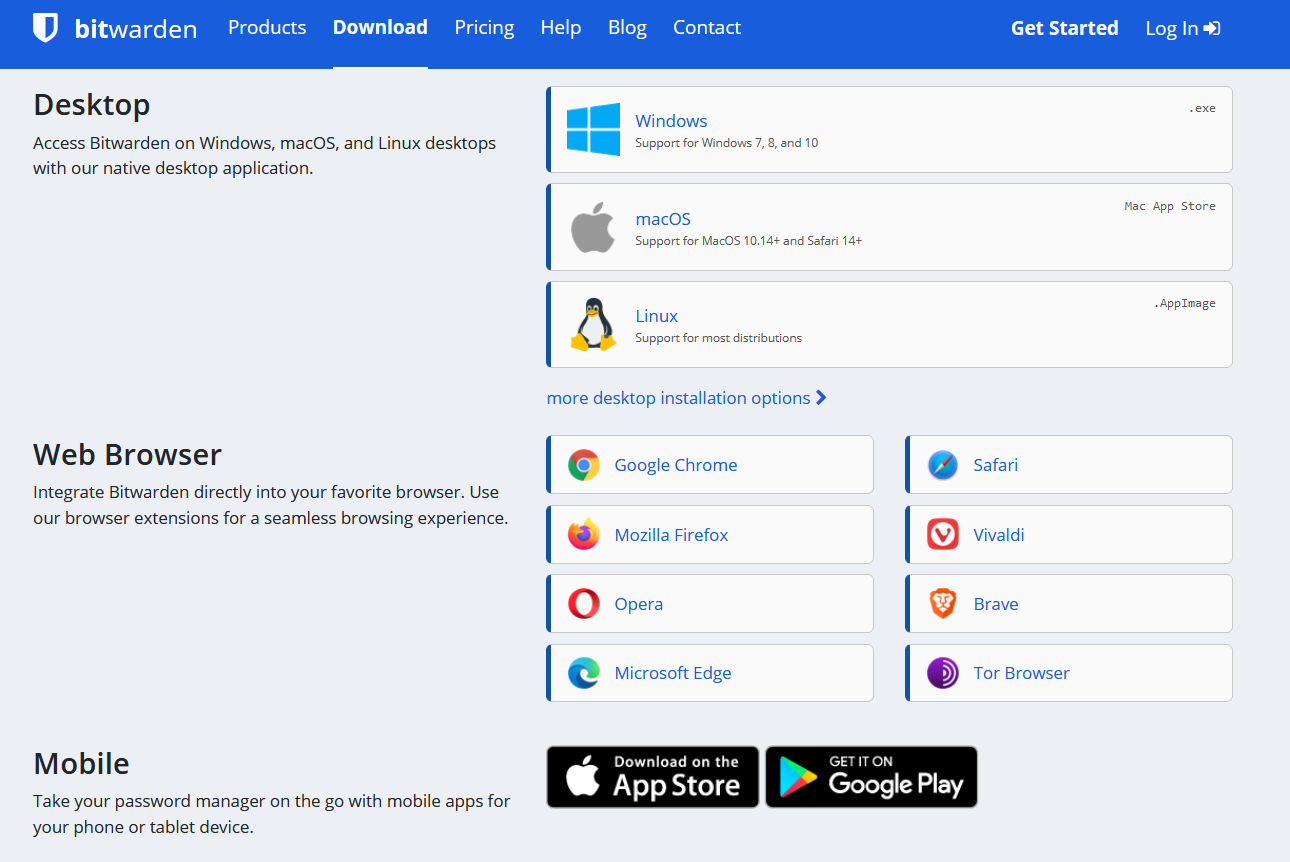 bitwarden Products Download Pricing Help Blog Contact Get Started Log In
Desktop
Access Bitwarden on Windows, macOS, and Linux desktops
with our native desktop application.
Windows
.exe
Support for Windows 7, 8, and 10
macOS
Mac App Store
Support for MacOS 10.14+ and Safari 14+
Linux
.AppImage
Support for most distributions
more desktop installation options
Web Browser
Integrate Bitwarden directly into your favorite browser. Use
our browser extensions for a seamless browsing experience.
Google Chrome
Safari
Mozilla Firefox
Vivaldi
Opera
Brave
Microsoft Edge
Tor Browser
Mobile
Take your password manager on the go with mobile apps for
your phone or tablet device.
Download on the
App Store
GET IT ON
Google Play